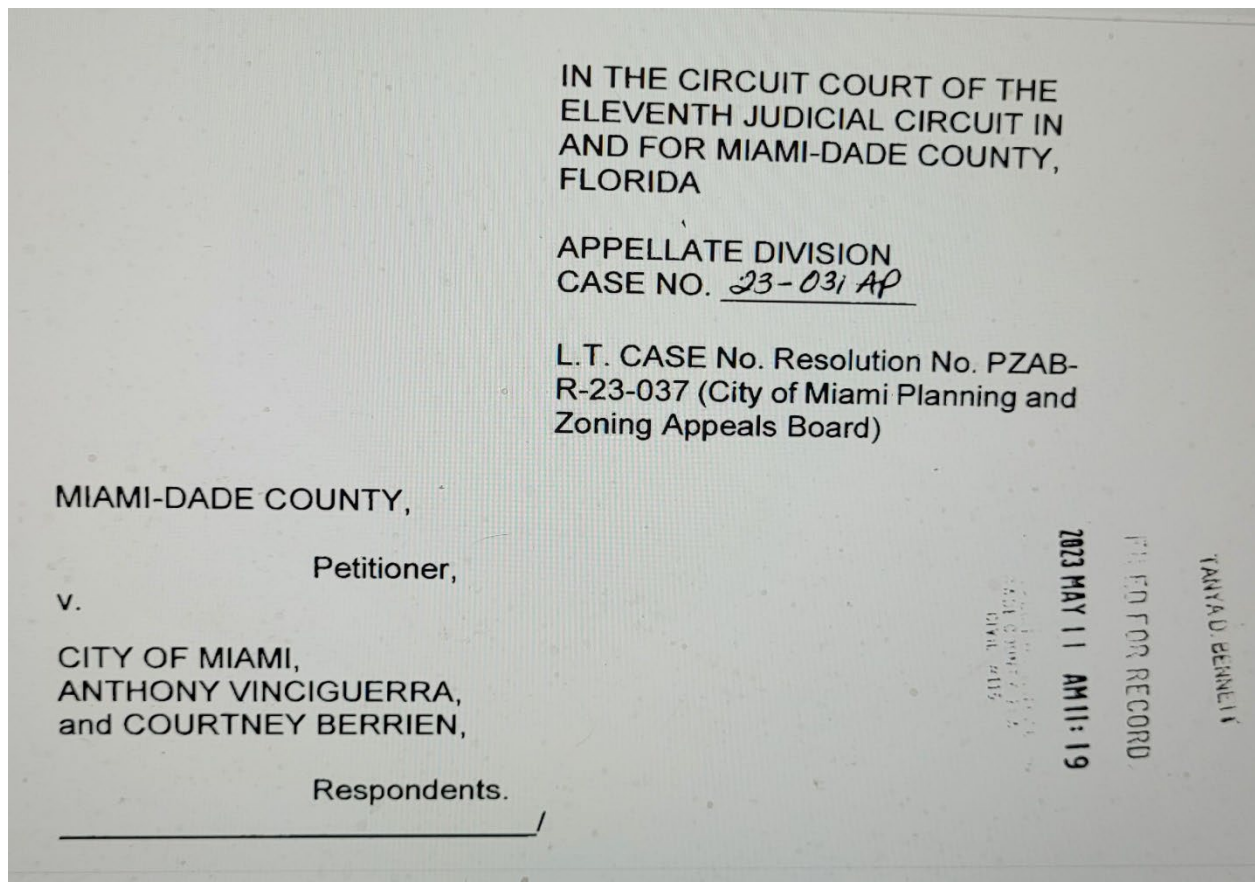 IN THE CIRCUIT COURT OF THE
ELEVENTH JUDICIAL CIRCUIT IN
AND FOR MIAMI-DADE COUNTY,
FLORIDA
APPELLATE DIVISION
CASE NO. 23-031 AP
L.T. CASE No. Resolution No. PZAB-
R-23-037 (City of Miami Planning and
Zoning Appeals Board)
MIAMI-DADE COUNTY,
Petitioner,
v.
CITY OF MIAMI,
ANTHONY VINCIGUERRA,
and COURTNEY BERRIEN,
Respondents.
/
TANYA D. BENNETT
FILED FOR RECORD
2023 MAY 11 AM 11: 19
CIVIL